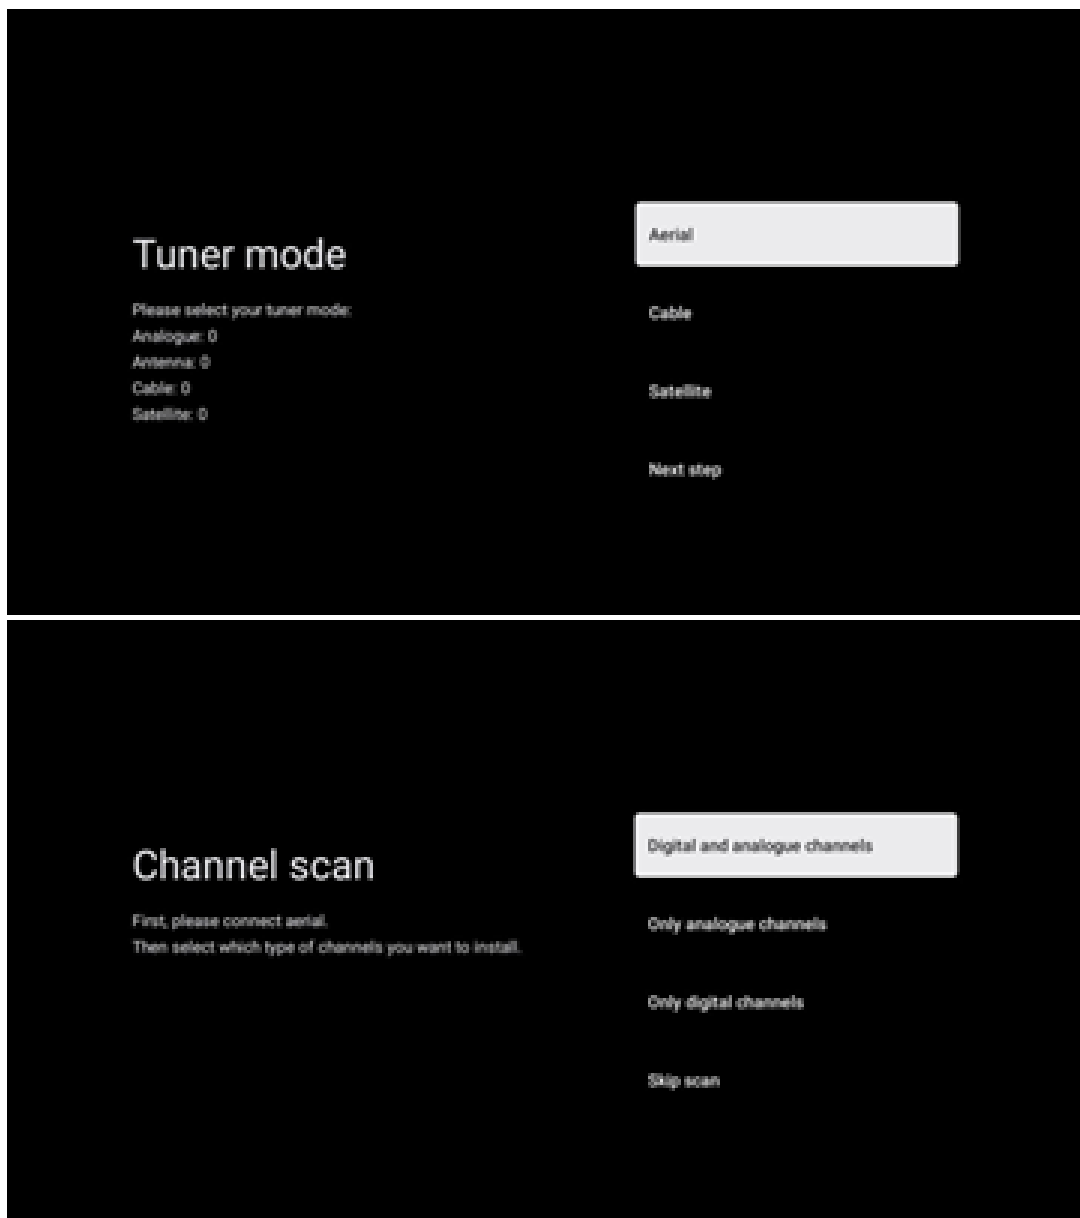 Tuner mode
Please select your tuner mode:
Analogue: 0
Antenna: 0
Cable: 0
Satellite: 0
Aerial
Cable
Satellite
Next step
Channel scan
First, please connect aerial.
Then select which type of channels you want to install.
Digital and analogue channels
Only analogue channels
Only digital channels
Skip scan